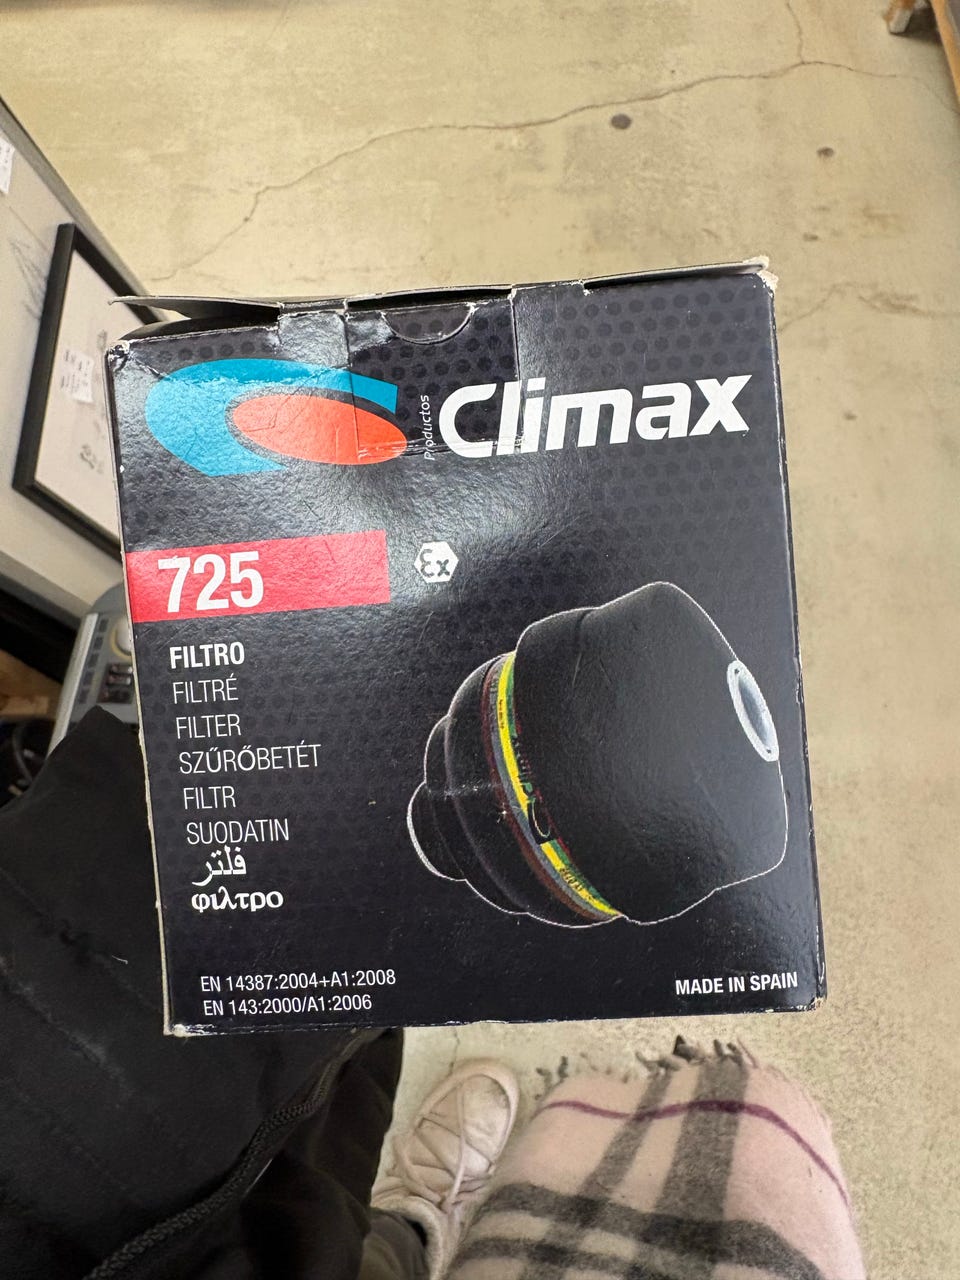 Productos Climax
725
Ex
FILTRO
FILTRÉ
FILTER
SZŰRŐBETÉT
FILTR
SUODATIN
فلتر
φιλτρο
EN 14387:2004+A1:2008
EN 143:2000/A1:2006
MADE IN SPAIN